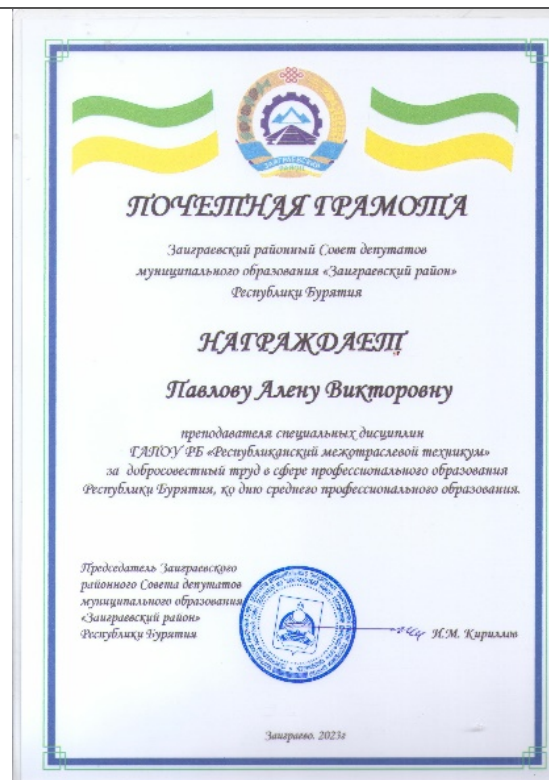 ЗАИГРАЕВСКИЙ
РАЙОН
ПОЧЕТНАЯ ГРАМОТА
Заиграевский районный Совет депутатов
муниципального образования «Заиграевский район»
Республики Бурятия
НАГРАЖДАЕТ
Павлову Алену Викторовну
преподавателя специальных дисциплин
ГАПОУ РБ «Республиканский межотраслевой техникум»
за добросовестный труд в сфере профессионального образования
Республики Бурятия, ко дню среднего профессионального образования.
Председатель Заиграевского
районного Совета депутатов
муниципального образования
«Заиграевский район»
Республики Бурятия
Н.М. Кириллов
Заиграево. 2023г